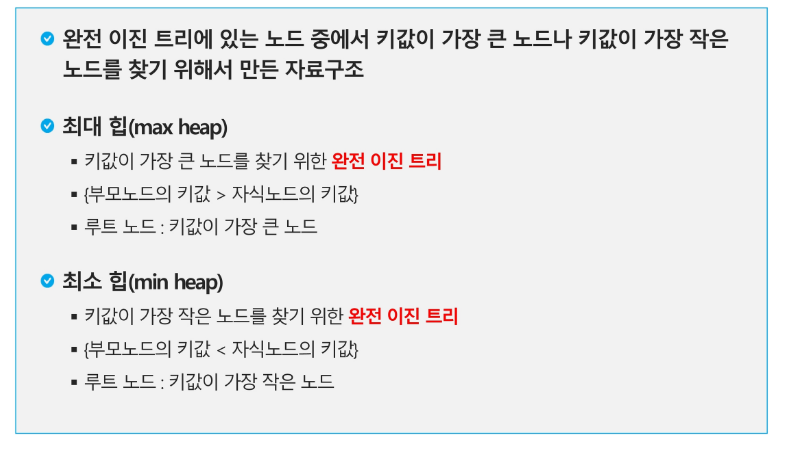 완전 이진 트리에 있는 노드 중에서 키값이 가장 큰 노드나 키값이 가장 작은
노드를 찾기 위해서 만든 자료구조
최대 힙(max heap)
▪ 키값이 가장 큰 노드를 찾기 위한 완전 이진 트리
▪ {부모노드의 키값 > 자식노드의 키값}
▪ 루트 노드 : 키값이 가장 큰 노드
최소 힙(min heap)
▪ 키값이 가장 작은 노드를 찾기 위한 완전 이진 트리
▪ {부모노드의 키값 < 자식노드의 키값}
▪ 루트 노드 : 키값이 가장 작은 노드